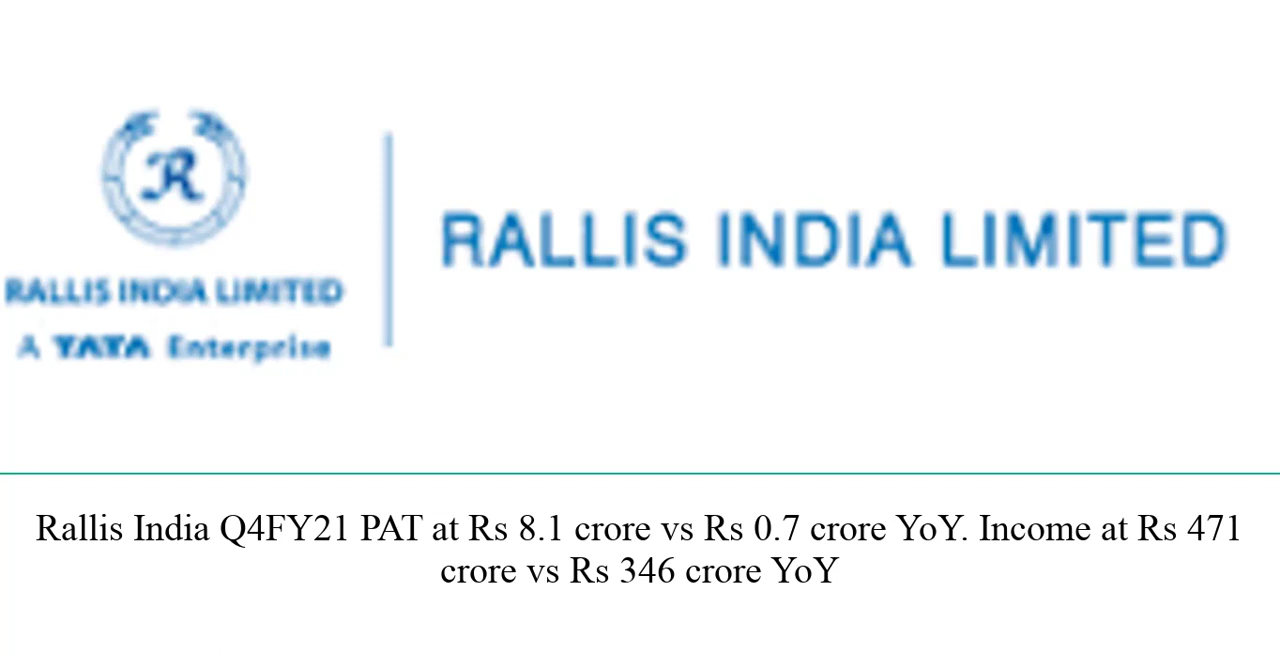 R
RALLIS INDIA LIMITED
A TATA Enterprise
RALLIS INDIA LIMITED
Rallis India Q4FY21 PAT at Rs 8.1 crore vs Rs 0.7 crore YoY. Income at Rs 471
crore vs Rs 346 crore YoY